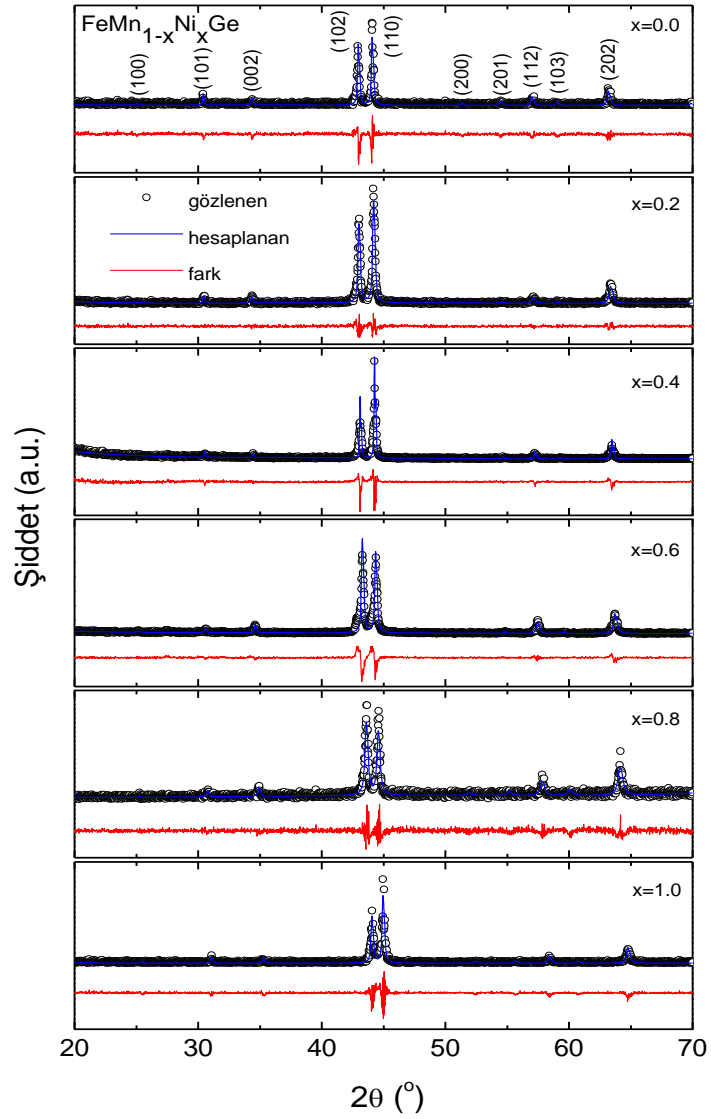 FeMn1-xNixGe
x=0.0
(100)
(101)
(002)
(102)
(110)
(200)
(201)
(112)
(103)
(202)
gözlenen
hesaplanan
fark
x=0.2
x=0.4
x=0.6
x=0.8
x=1.0
Şiddet (a.u.)
20 30 40 50 60 70
2θ (°)